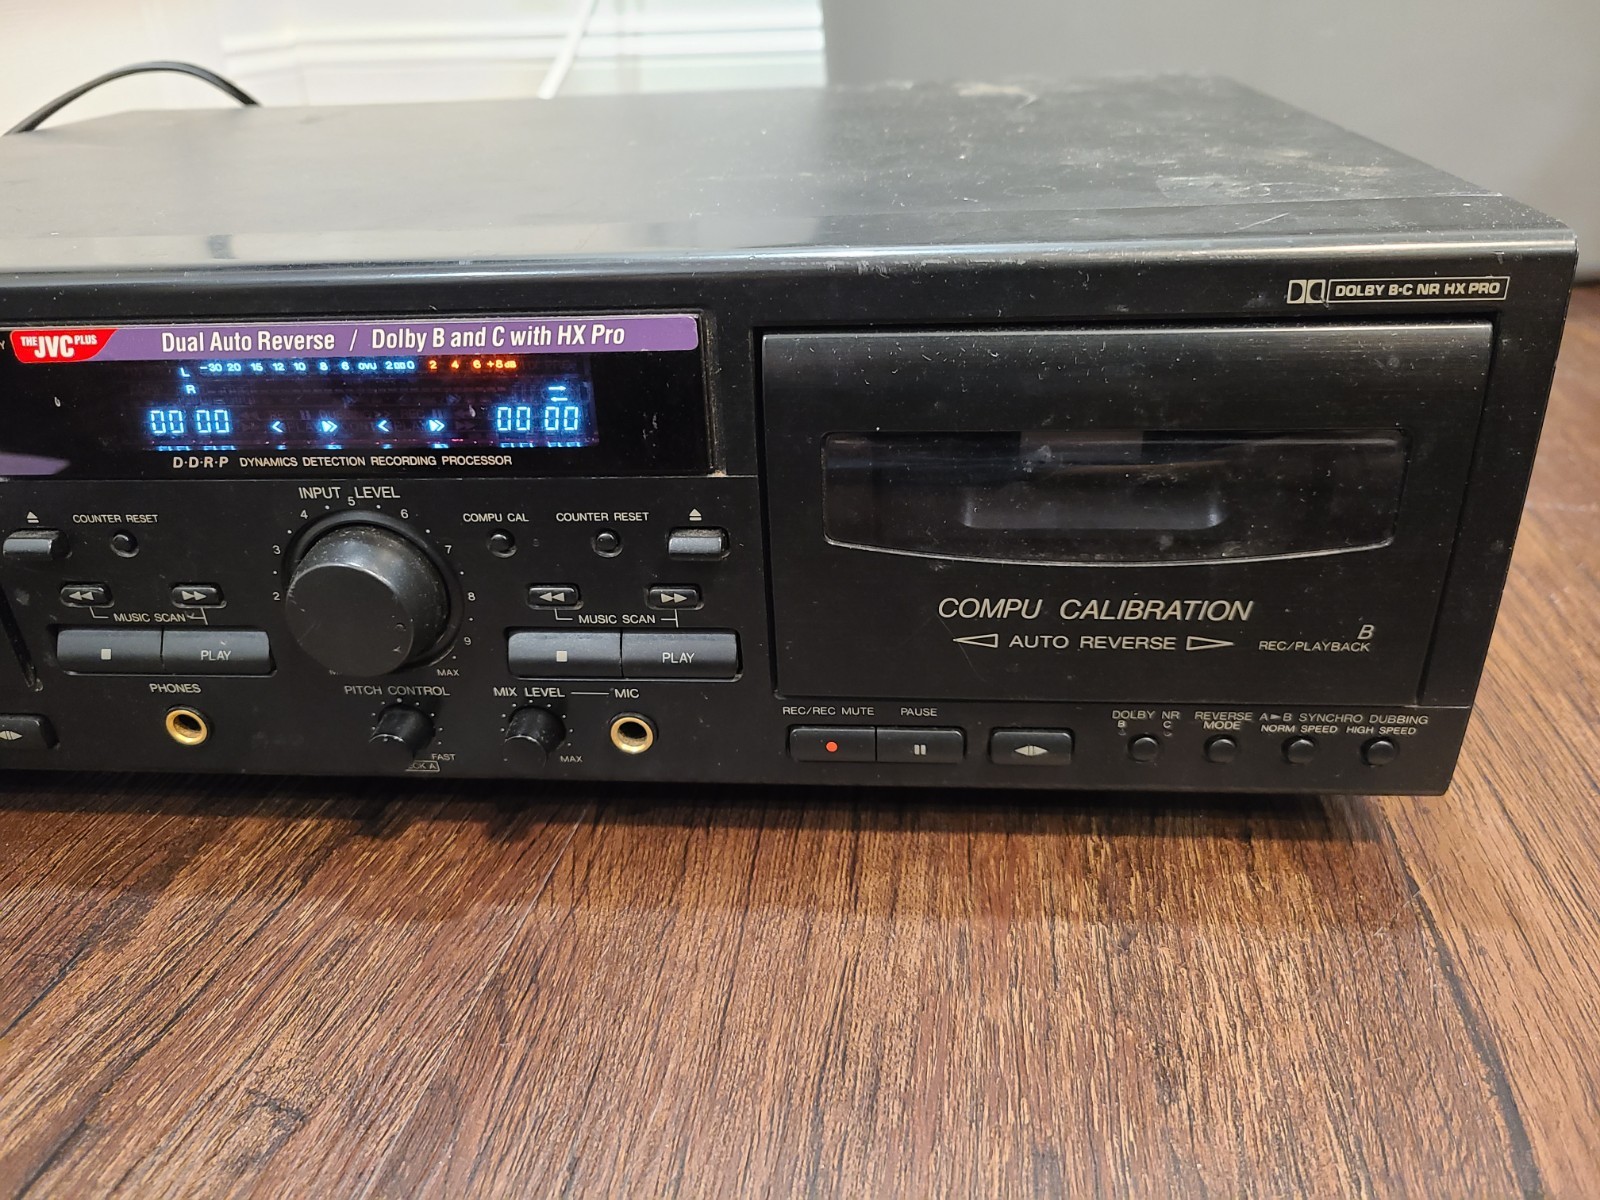 Y THE JVC PLUS Dual Auto Reverse / Dolby B and C with HX Pro
DOLBY B·C NR HX PRO
L -30 20 15 12 10 8 6 0VU 2 0 2 4 6 +8dB
R
00 00 00 00
D·D·R·P DYNAMICS DETECTION RECORDING PROCESSOR
INPUT LEVEL
2 3 4 5 6 7 8 9 MAX
COUNTER RESET
COMPU CAL
COUNTER RESET
MUSIC SCAN
MUSIC SCAN
PLAY
PLAY
PHONES
PITCH CONTROL
FAST
MIX LEVEL MIC
MAX
COMPU CALIBRATION
AUTO REVERSE
B
REC/PLAYBACK
REC/REC MUTE
PAUSE
DOLBY NR
B C
REVERSE
MODE
A►B SYNCHRO DUBBING
NORM SPEED HIGH SPEED